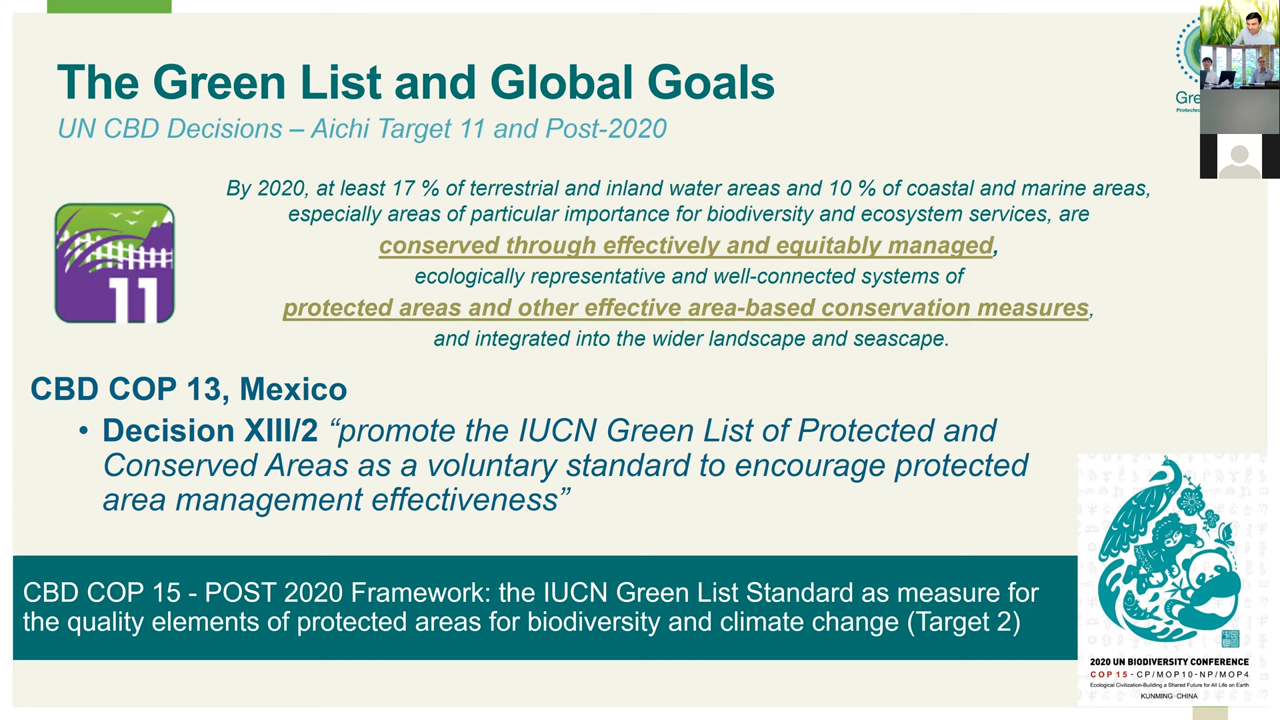 The Green List and Global Goals
UN CBD Decisions – Aichi Target 11 and Post-2020
Gre
Protected
By 2020, at least 17 % of terrestrial and inland water areas and 10 % of coastal and marine areas,
especially areas of particular importance for biodiversity and ecosystem services, are
conserved through effectively and equitably managed,
ecologically representative and well-connected systems of
protected areas and other effective area-based conservation measures,
and integrated into the wider landscape and seascape.
11
CBD COP 13, Mexico
• Decision XIII/2 “promote the IUCN Green List of Protected and
Conserved Areas as a voluntary standard to encourage protected
area management effectiveness”
CBD COP 15 - POST 2020 Framework: the IUCN Green List Standard as measure for
the quality elements of protected areas for biodiversity and climate change (Target 2)
2020 UN BIODIVERSITY CONFERENCE
COP15-CP/MOP10-NP/MOP4
Ecological Civilization-Building a Shared Future for All Life on Earth
KUNMING·CHINA